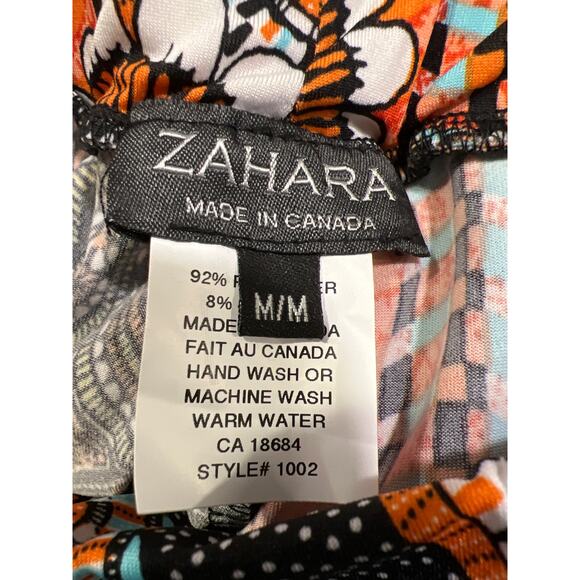 ZAHARA
MADE IN CANADA
M/M
92%
8%
MADE
FAIT AU CANADA
HAND WASH OR
MACHINE WASH
WARM WATER
CA 18684
STYLE# 1002